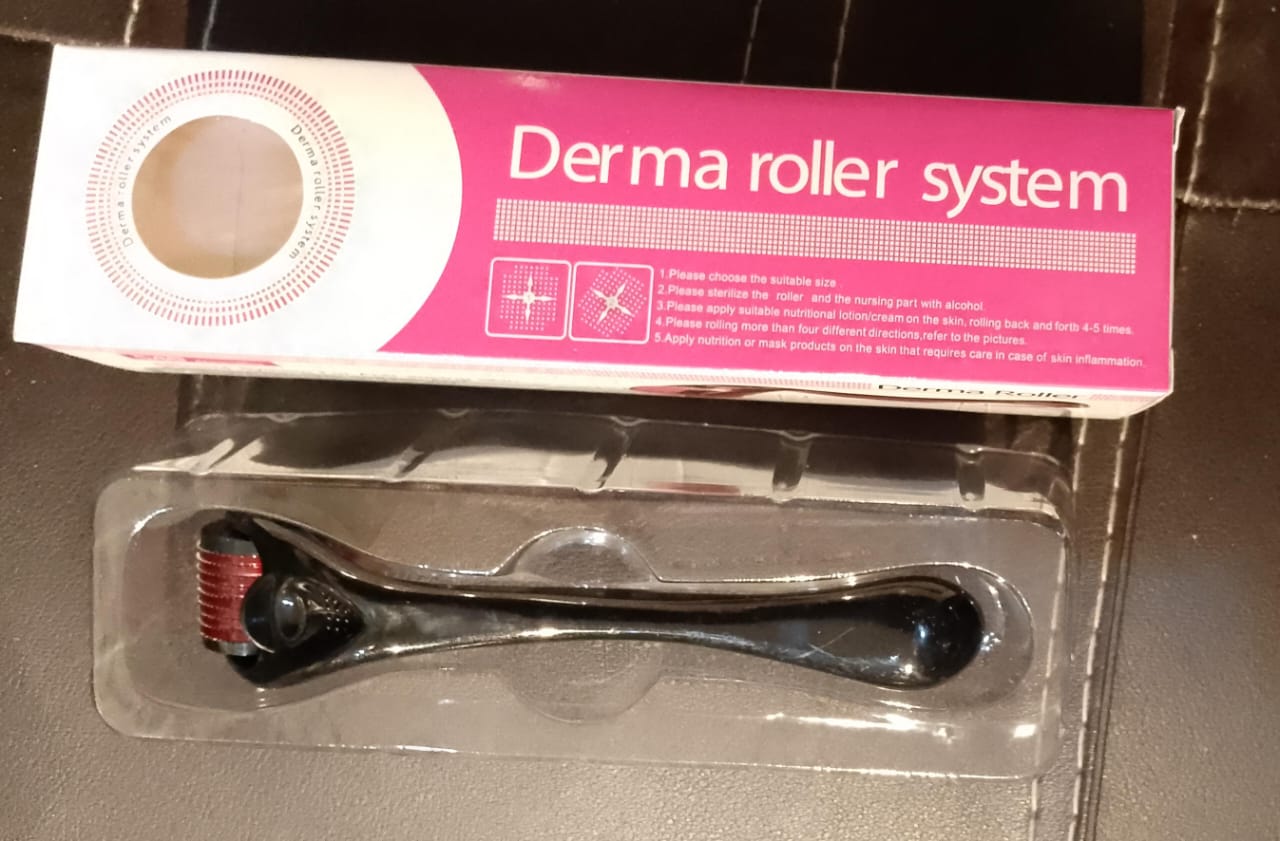 Derma roller system
Derma roller system
Derma roller system
1.Please choose the suitable size
2.Please sterilize the roller and the nursing part with alcohol.
3.Please apply suitable nutritional lotion/cream on the skin, rolling back and forth 4-5 times.
4.Please rolling more than four different directions,refer to the pictures.
5.Apply nutrition or mask products on the skin that requires care in case of skin inflammation.
Derma Roller